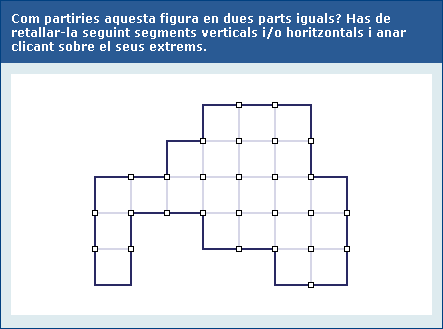 Com partiries aquesta figura en dues parts iguals? Has de
retallar-la seguint segments verticals i/o horitzontals i anar
clicant sobre el seus extrems.